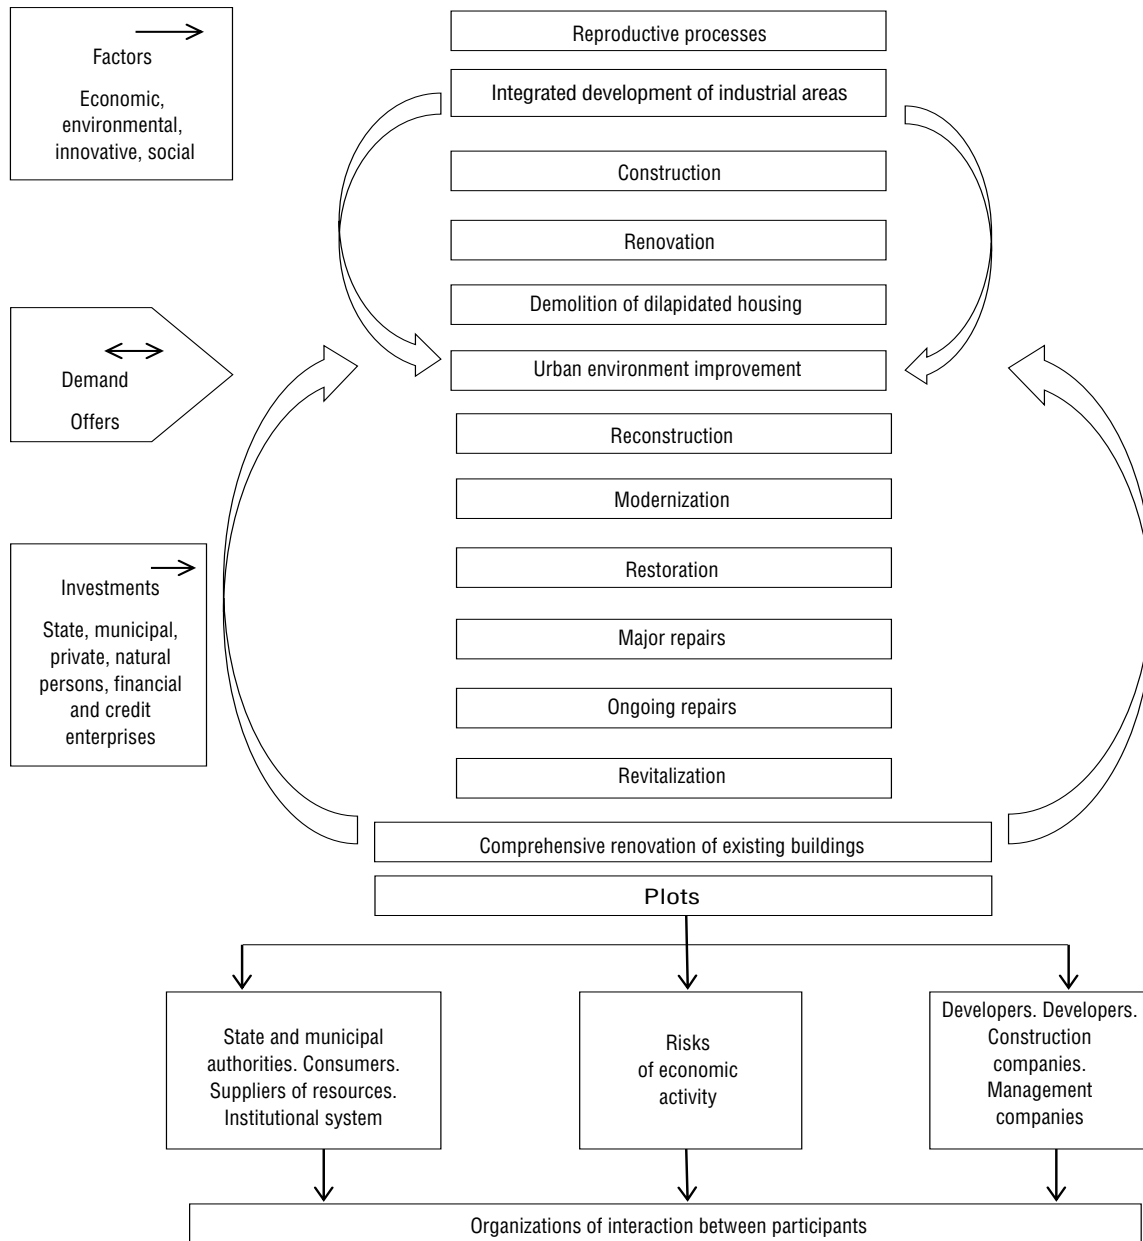 Factors
Economic,
environmental,
innovative, social
Demand
Offers
Investments
State, municipal,
private, natural
persons, financial
and credit
enterprises
Reproductive processes
Integrated development of industrial areas
Construction
Renovation
Demolition of dilapidated housing
Urban environment improvement
Reconstruction
Modernization
Restoration
Major repairs
Ongoing repairs
Revitalization
Comprehensive renovation of existing buildings
Plots
State and municipal
authorities. Consumers.
Suppliers of resources.
Institutional system
Risks
of economic
activity
Developers. Developers.
Construction
companies.
Management
companies
Organizations of interaction between participants